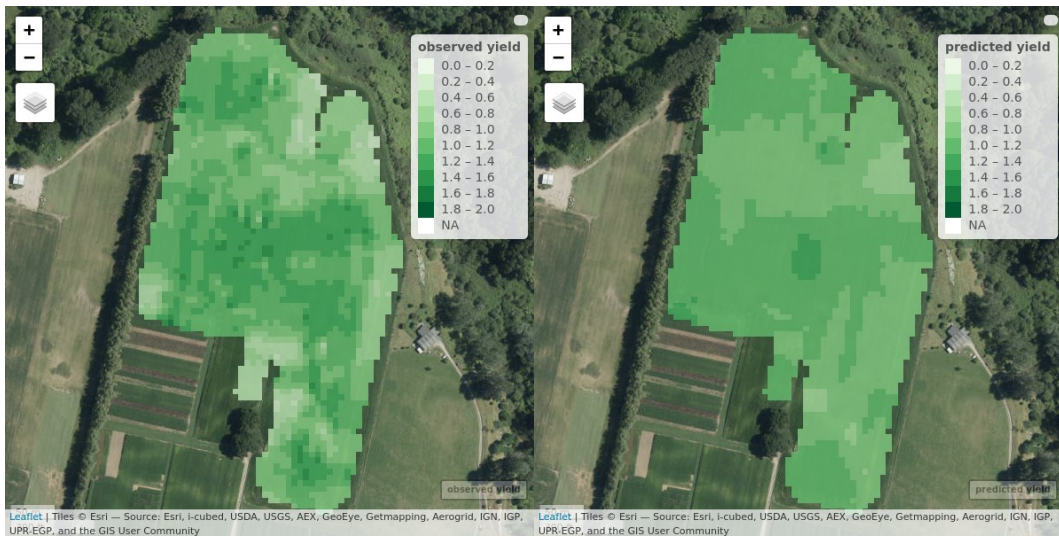 +
−
observed yield
0.0 – 0.2
0.2 – 0.4
0.4 – 0.6
0.6 – 0.8
0.8 – 1.0
1.0 – 1.2
1.2 – 1.4
1.4 – 1.6
1.6 – 1.8
1.8 – 2.0
NA
observed yield
Leaflet | Tiles © Esri — Source: Esri, i-cubed, USDA, USGS, AEX, GeoEye, Getmapping, Aerogrid, IGN, IGP,
UPR-EGP, and the GIS User Community
+
−
predicted yield
0.0 – 0.2
0.2 – 0.4
0.4 – 0.6
0.6 – 0.8
0.8 – 1.0
1.0 – 1.2
1.2 – 1.4
1.4 – 1.6
1.6 – 1.8
1.8 – 2.0
NA
predicted yield
Leaflet | Tiles © Esri — Source: Esri, i-cubed, USDA, USGS, AEX, GeoEye, Getmapping, Aerogrid, IGN, IGP,
UPR-EGP, and the GIS User Community